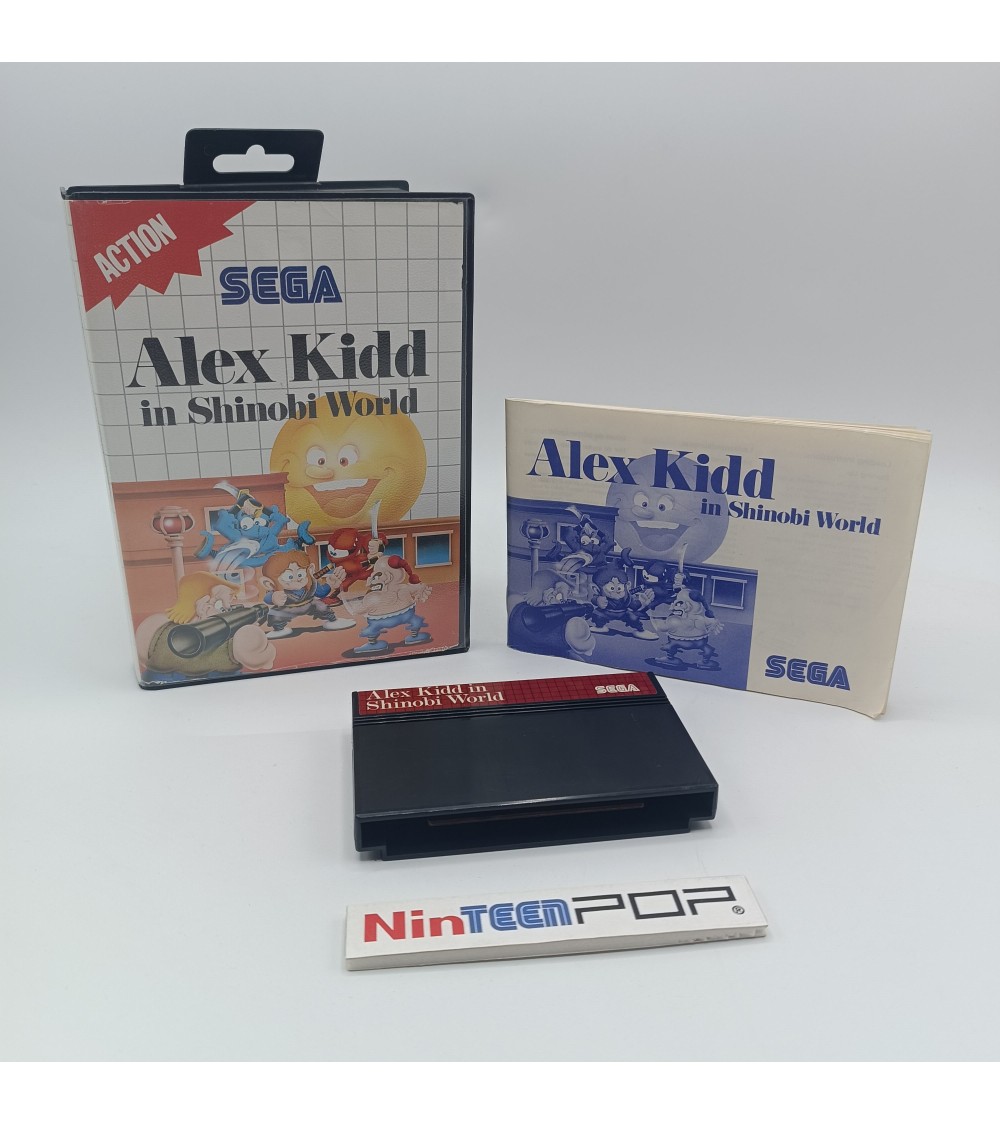 ACTION
SEGA
Alex Kidd
in Shinobi World
Alex Kidd
in Shinobi World
SEGA
Alex Kidd in
Shinobi World
SEGA
NinTEENPOP®